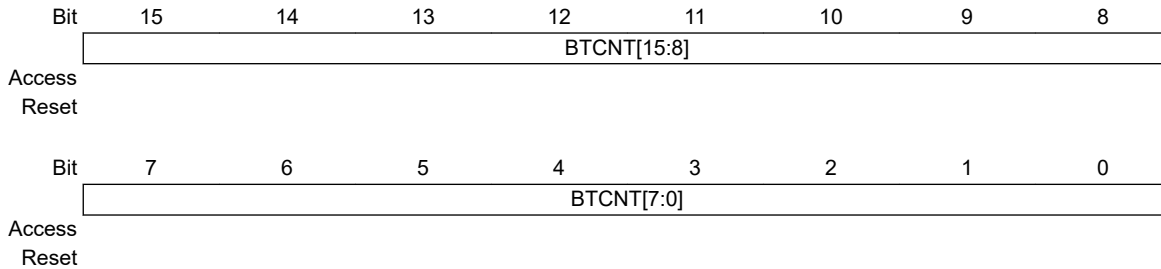 Bit 15 14 13 12 11 10 9 8
BTCNT[15:8]
Access
Reset
Bit 7 6 5 4 3 2 1 0
BTCNT[7:0]
Access
Reset